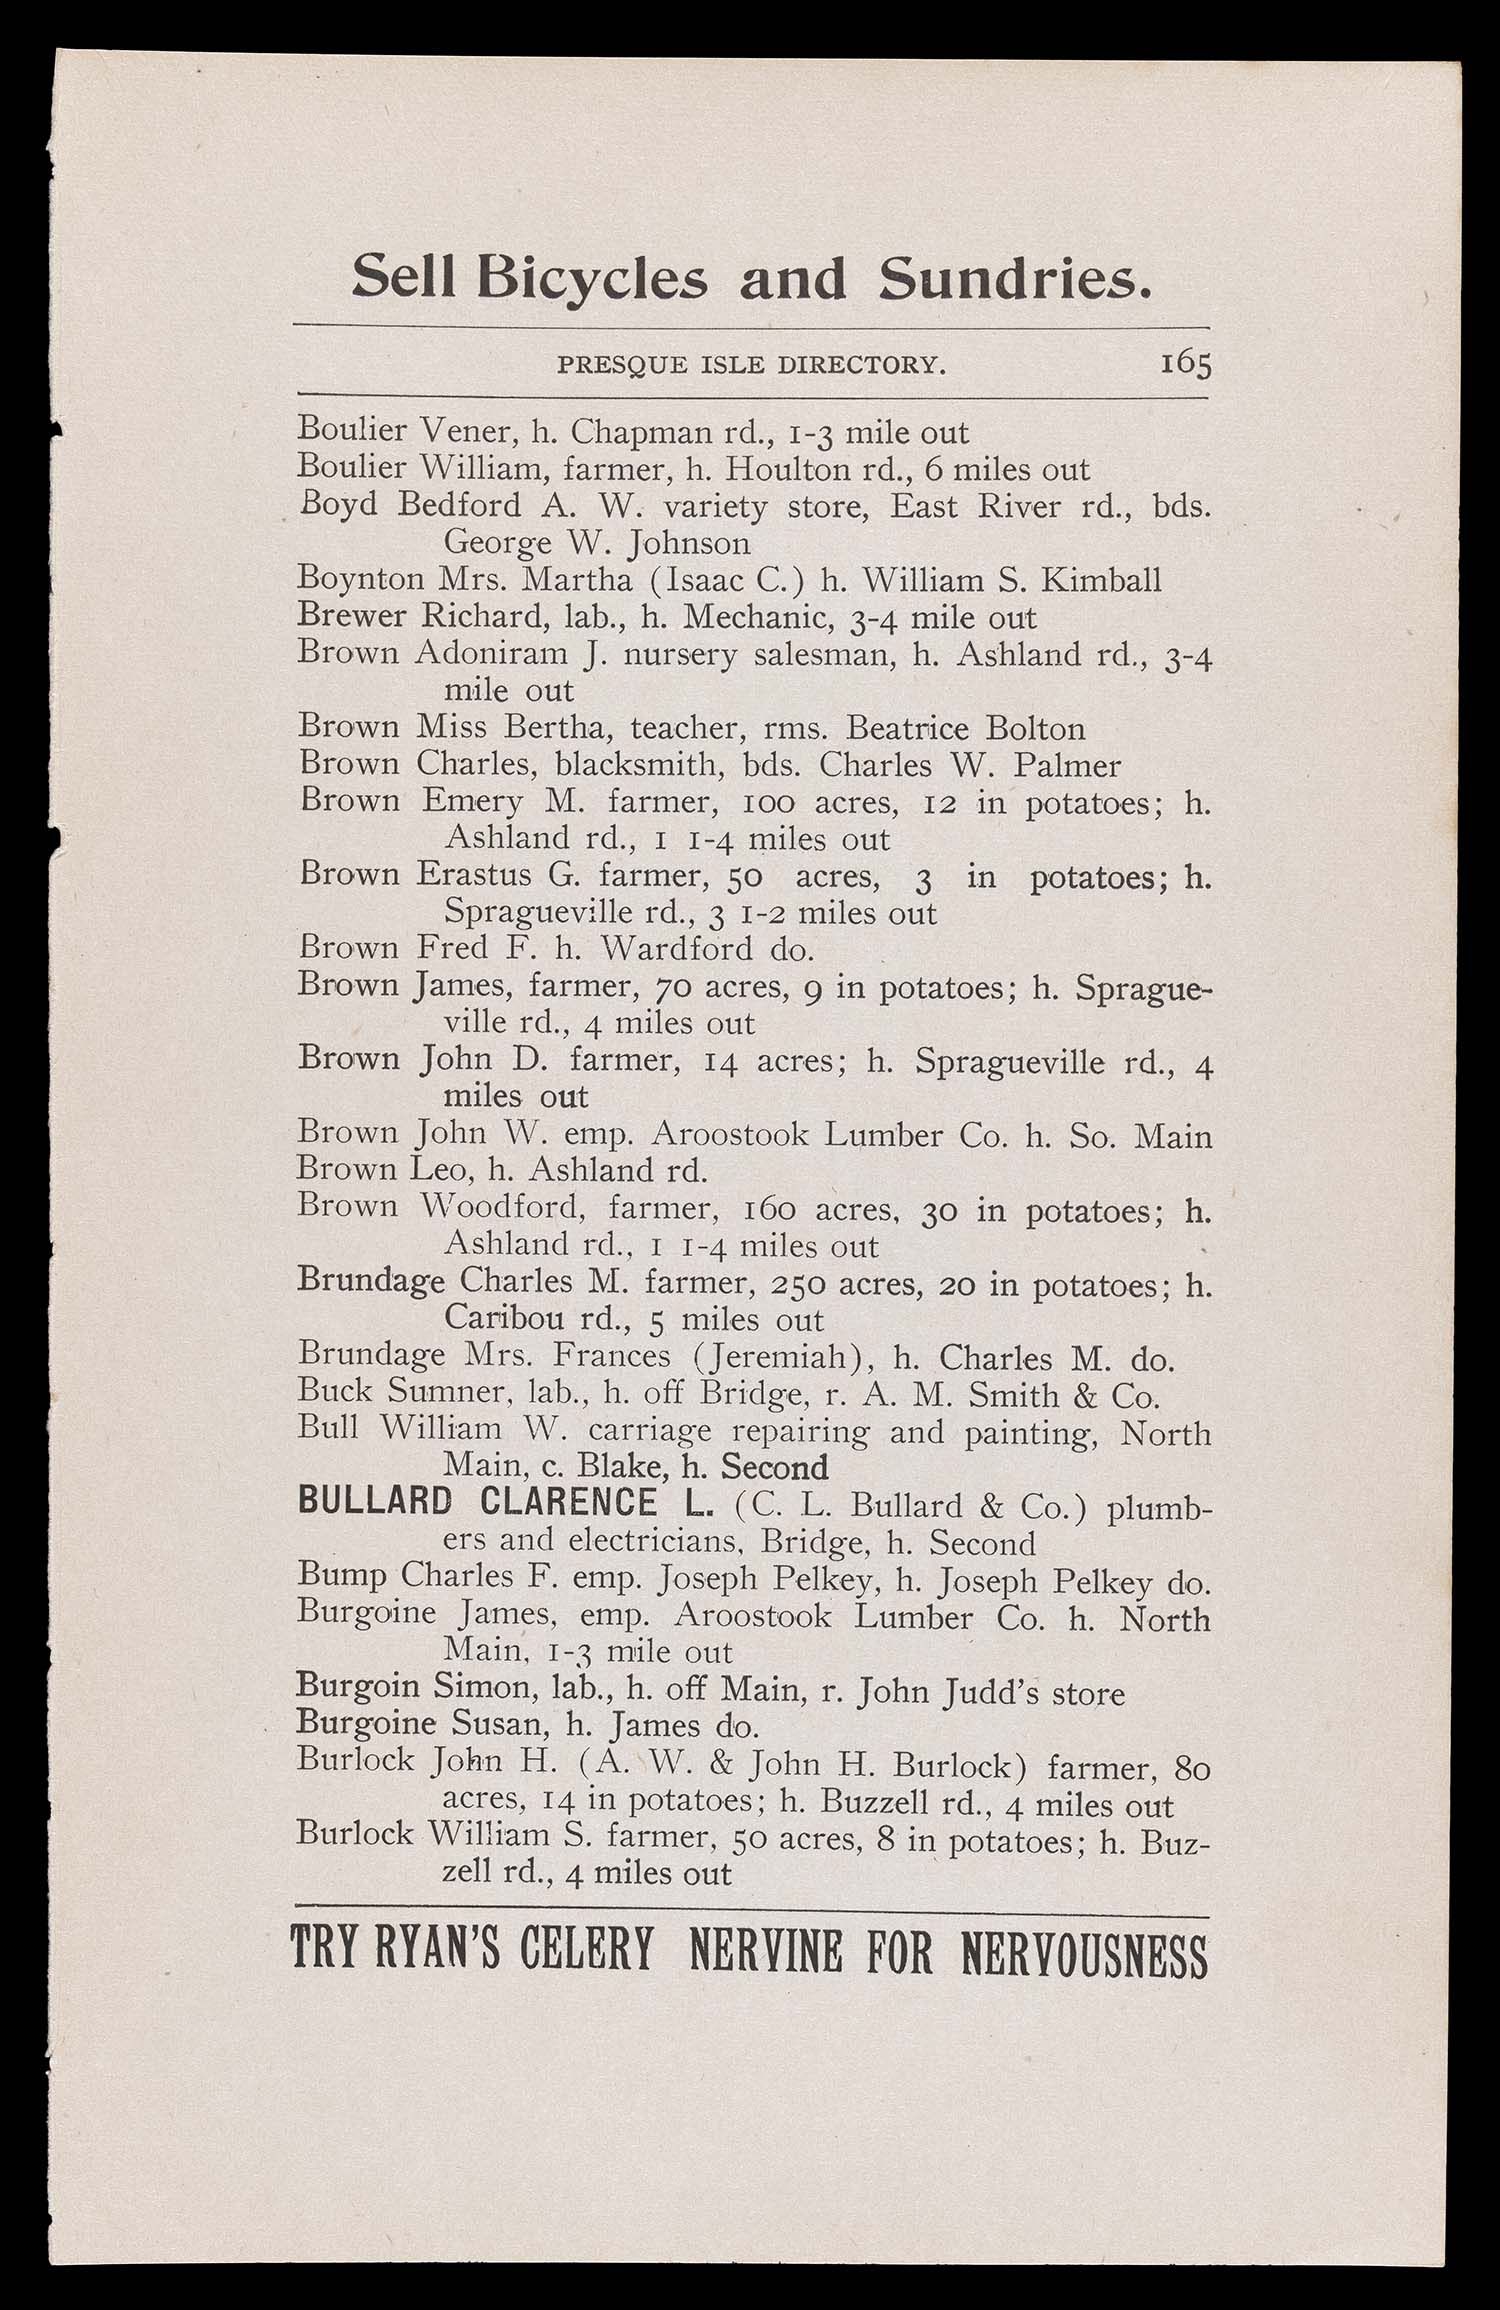 Sell Bicycles and Sundries.
PRESQUE ISLE DIRECTORY. 165
Boulier Vener, h. Chapman rd., 1-3 mile out
Boulier William, farmer, h. Houlton rd., 6 miles out
Boyd Bedford A. W. variety store, East River rd., bds.
George W. Johnson
Boynton Mrs. Martha (Isaac C.) h. William S. Kimball
Brewer Richard, lab., h. Mechanic, 3-4 mile out
Brown Adoniram J. nursery salesman, h. Ashland rd., 3-4
mile out
Brown Miss Bertha, teacher, rms. Beatrice Bolton
Brown Charles, blacksmith, bds. Charles W. Palmer
Brown Emery M. farmer, 100 acres, 12 in potatoes; h.
Ashland rd., 1 1-4 miles out
Brown Erastus G. farmer, 50 acres, 3 in potatoes; h.
Spragueville rd., 3 1-2 miles out
Brown Fred F. h. Wardford do.
Brown James, farmer, 70 acres, 9 in potatoes; h. Sprague-
ville rd., 4 miles out
Brown John D. farmer, 14 acres; h. Spragueville rd., 4
miles out
Brown John W. emp. Aroostook Lumber Co. h. So. Main
Brown Leo, h. Ashland rd.
Brown Woodford, farmer, 160 acres, 30 in potatoes; h.
Ashland rd., 1 1-4 miles out
Brundage Charles M. farmer, 250 acres, 20 in potatoes; h.
Caribou rd., 5 miles out
Brundage Mrs. Frances (Jeremiah), h. Charles M. do.
Buck Sumner, lab., h. off Bridge, r. A. M. Smith & Co.
Bull William W. carriage repairing and painting, North
Main, c. Blake, h. Second
BULLARD CLARENCE L. (C. L. Bullard & Co.) plumb-
ers and electricians, Bridge, h. Second
Bump Charles F. emp. Joseph Pelkey, h. Joseph Pelkey do.
Burgoine James, emp. Aroostook Lumber Co. h. North
Main, 1-3 mile out
Burgoin Simon, lab., h. off Main, r. John Judd's store
Burgoine Susan, h. James do.
Burlock John H. (A. W. & John H. Burlock) farmer, 80
acres, 14 in potatoes; h. Buzzell rd., 4 miles out
Burlock William S. farmer, 50 acres, 8 in potatoes; h. Buz-
zell rd., 4 miles out
TRY RYAN'S CELERY NERVINE FOR NERVOUSNESS